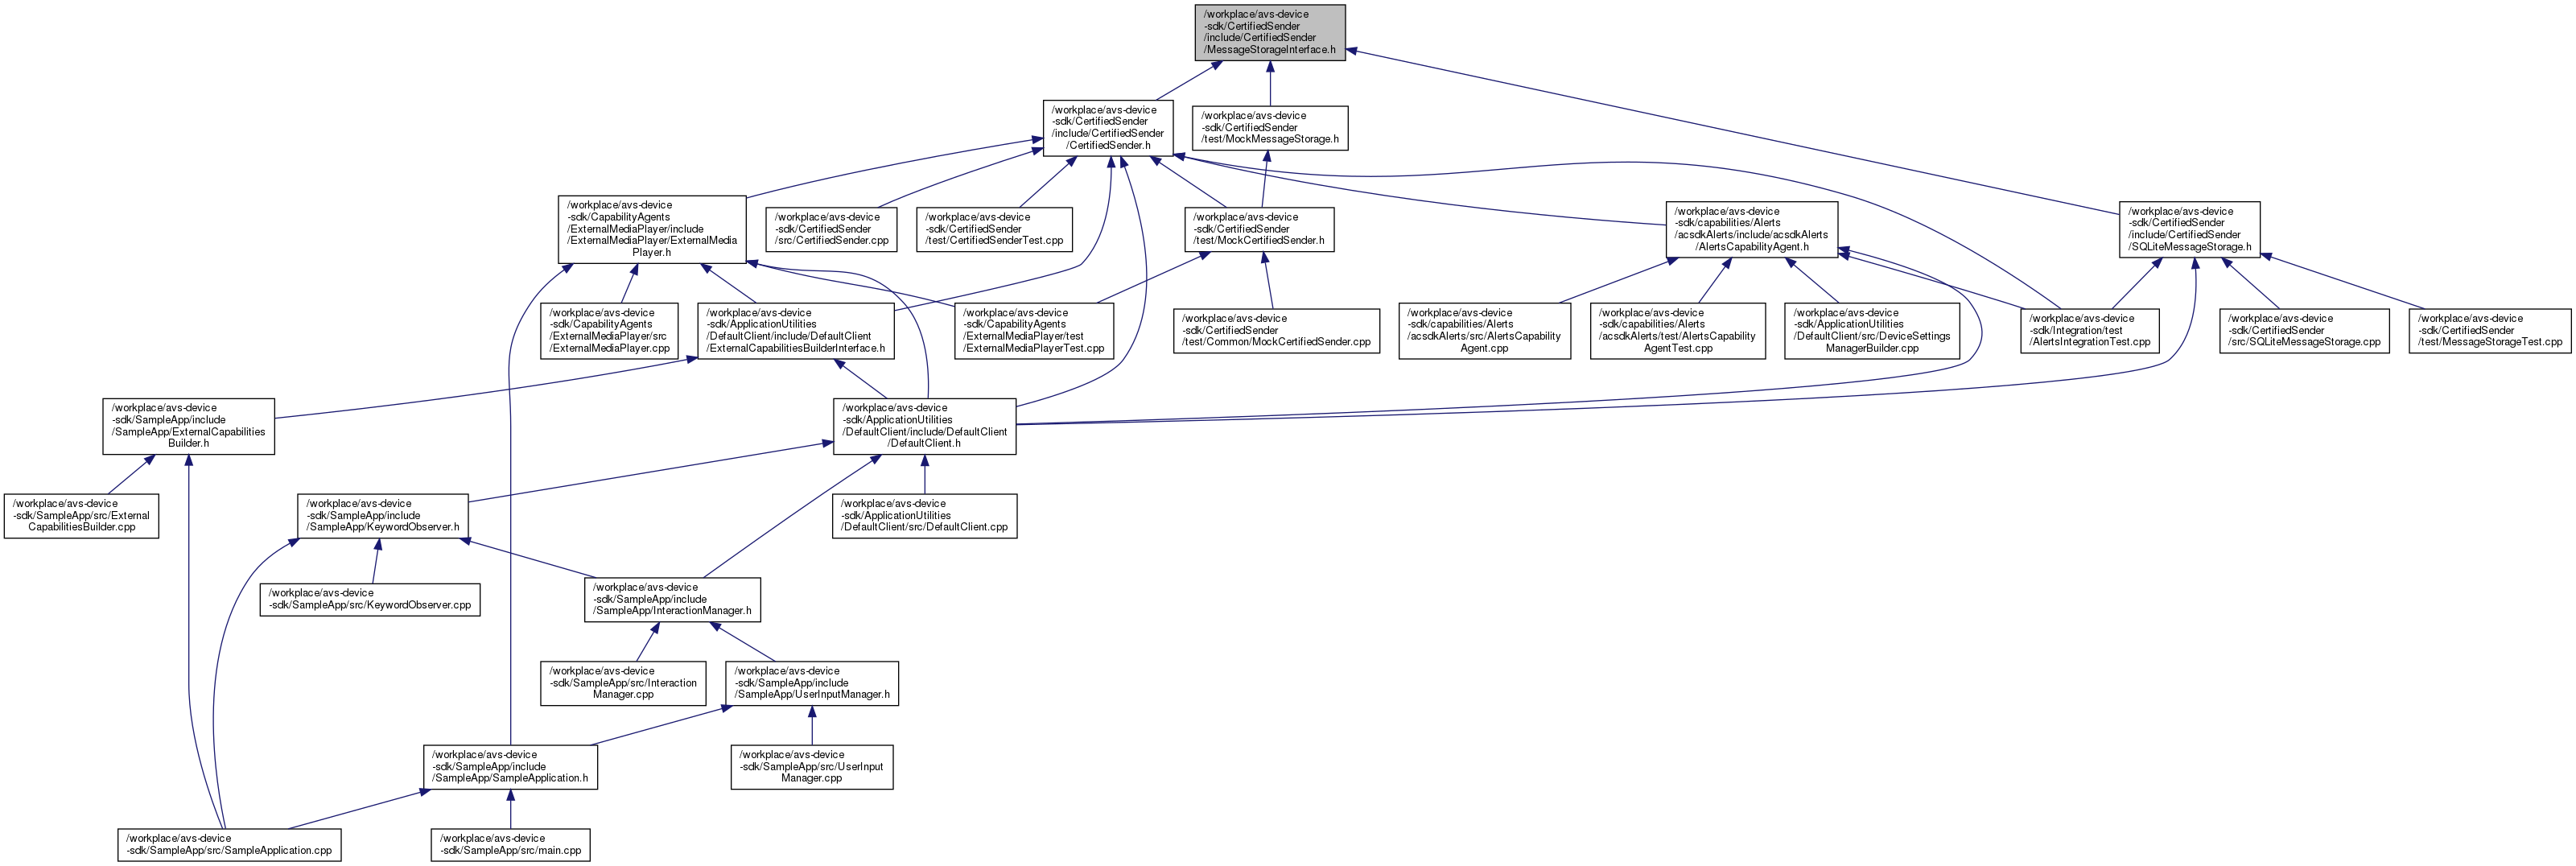 /workplace/avs-device
-sdk/CertifiedSender
/include/CertifiedSender
/MessageStorageInterface.h
/workplace/avs-device
-sdk/CertifiedSender
/include/CertifiedSender
/CertifiedSender.h
/workplace/avs-device
-sdk/CertifiedSender
/test/MockMessageStorage.h
/workplace/avs-device
-sdk/CapabilityAgents
/ExternalMediaPlayer/include
/ExternalMediaPlayer/ExternalMedia
Player.h
/workplace/avs-device
-sdk/CertifiedSender
/src/CertifiedSender.cpp
/workplace/avs-device
-sdk/CertifiedSender
/test/CertifiedSenderTest.cpp
/workplace/avs-device
-sdk/CertifiedSender
/test/MockCertifiedSender.h
/workplace/avs-device
-sdk/capabilities/Alerts
/acsdkAlerts/include/acsdkAlerts
/AlertsCapabilityAgent.h
/workplace/avs-device
-sdk/CertifiedSender
/include/CertifiedSender
/SQLiteMessageStorage.h
/workplace/avs-device
-sdk/CapabilityAgents
/ExternalMediaPlayer/src
/ExternalMediaPlayer.cpp
/workplace/avs-device
-sdk/ApplicationUtilities
/DefaultClient/include/DefaultClient
/ExternalCapabilitiesBuilderInterface.h
/workplace/avs-device
-sdk/CapabilityAgents
/ExternalMediaPlayer/test
/ExternalMediaPlayerTest.cpp
/workplace/avs-device
-sdk/CertifiedSender
/test/Common/MockCertifiedSender.cpp
/workplace/avs-device
-sdk/capabilities/Alerts
/acsdkAlerts/src/AlertsCapability
Agent.cpp
/workplace/avs-device
-sdk/capabilities/Alerts
/acsdkAlerts/test/AlertsCapability
AgentTest.cpp
/workplace/avs-device
-sdk/ApplicationUtilities
/DefaultClient/src/DeviceSettings
ManagerBuilder.cpp
/workplace/avs-device
-sdk/Integration/test
/AlertsIntegrationTest.cpp
/workplace/avs-device
-sdk/CertifiedSender
/src/SQLiteMessageStorage.cpp
/workplace/avs-device
-sdk/CertifiedSender
/test/MessageStorageTest.cpp
/workplace/avs-device
-sdk/SampleApp/include
/SampleApp/ExternalCapabilities
Builder.h
/workplace/avs-device
-sdk/ApplicationUtilities
/DefaultClient/include/DefaultClient
/DefaultClient.h
/workplace/avs-device
-sdk/SampleApp/src/External
CapabilitiesBuilder.cpp
/workplace/avs-device
-sdk/SampleApp/include
/SampleApp/KeywordObserver.h
/workplace/avs-device
-sdk/ApplicationUtilities
/DefaultClient/src/DefaultClient.cpp
/workplace/avs-device
-sdk/SampleApp/src/KeywordObserver.cpp
/workplace/avs-device
-sdk/SampleApp/include
/SampleApp/InteractionManager.h
/workplace/avs-device
-sdk/SampleApp/src/Interaction
Manager.cpp
/workplace/avs-device
-sdk/SampleApp/include
/SampleApp/UserInputManager.h
/workplace/avs-device
-sdk/SampleApp/include
/SampleApp/SampleApplication.h
/workplace/avs-device
-sdk/SampleApp/src/UserInput
Manager.cpp
/workplace/avs-device
-sdk/SampleApp/src/SampleApplication.cpp
/workplace/avs-device
-sdk/SampleApp/src/main.cpp